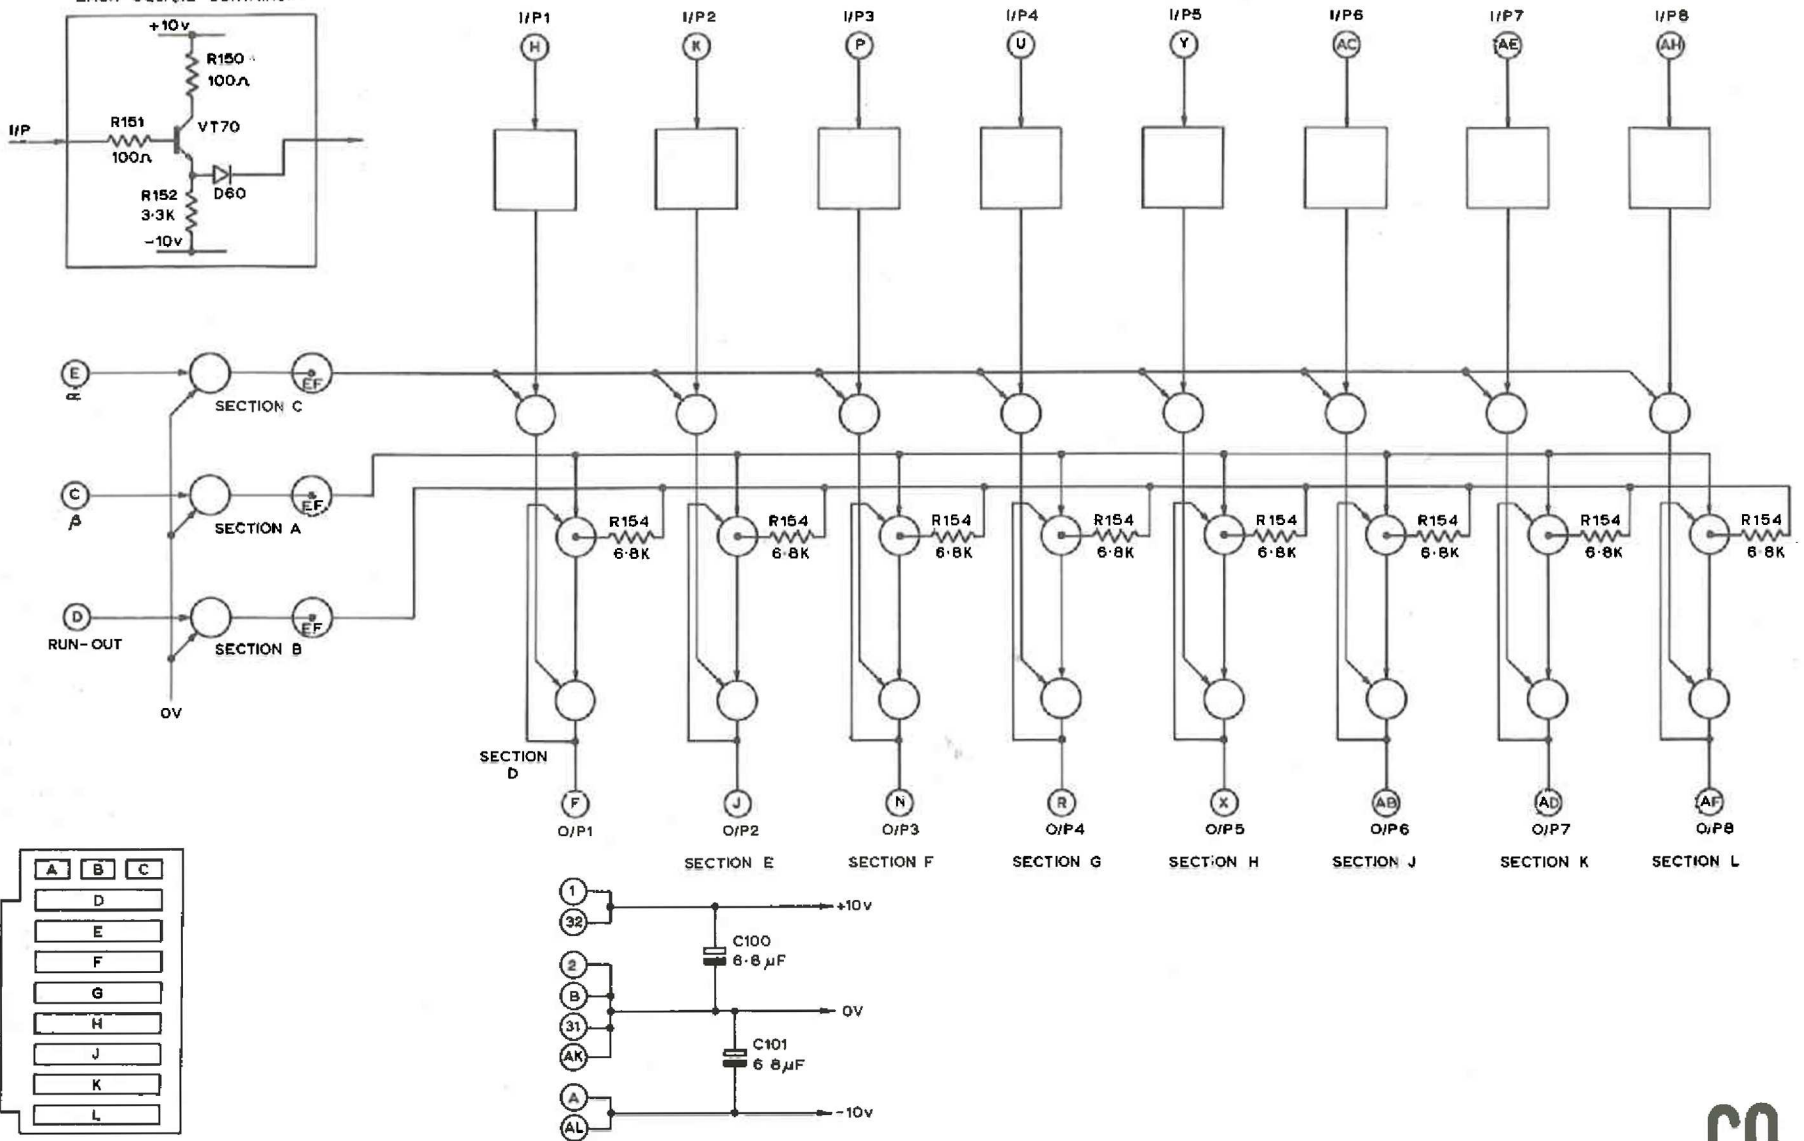 +10v
R150
100Ω
I/P
R151
100Ω
VT70
R152
3·3K
D60
-10v
I/P1 I/P2 I/P3 I/P4 I/P5 I/P6 I/P7 I/P8
H K P U Y AC AE AH
E
EF
SECTION C
C
β
EF
SECTION A
D
RUN-OUT
EF
SECTION B
0V
R154 R154 R154 R154 R154 R154 R154 R154
6·8K 6·8K 6·8K 6·8K 6·8K 6·8K 6·8K 6·8K
SECTION
D
F J N R X AB AD AF
O/P1 O/P2 O/P3 O/P4 O/P5 O/P6 O/P7 O/P8
SECTION E SECTION F SECTION G SECTION H SECTION J SECTION K SECTION L
A B C
D
E
F
G
H
J
K
L
1
32
+10v
C100
6·8μF
2
B
31
AK
0V
C101
6 8μF
A
AL
-10v